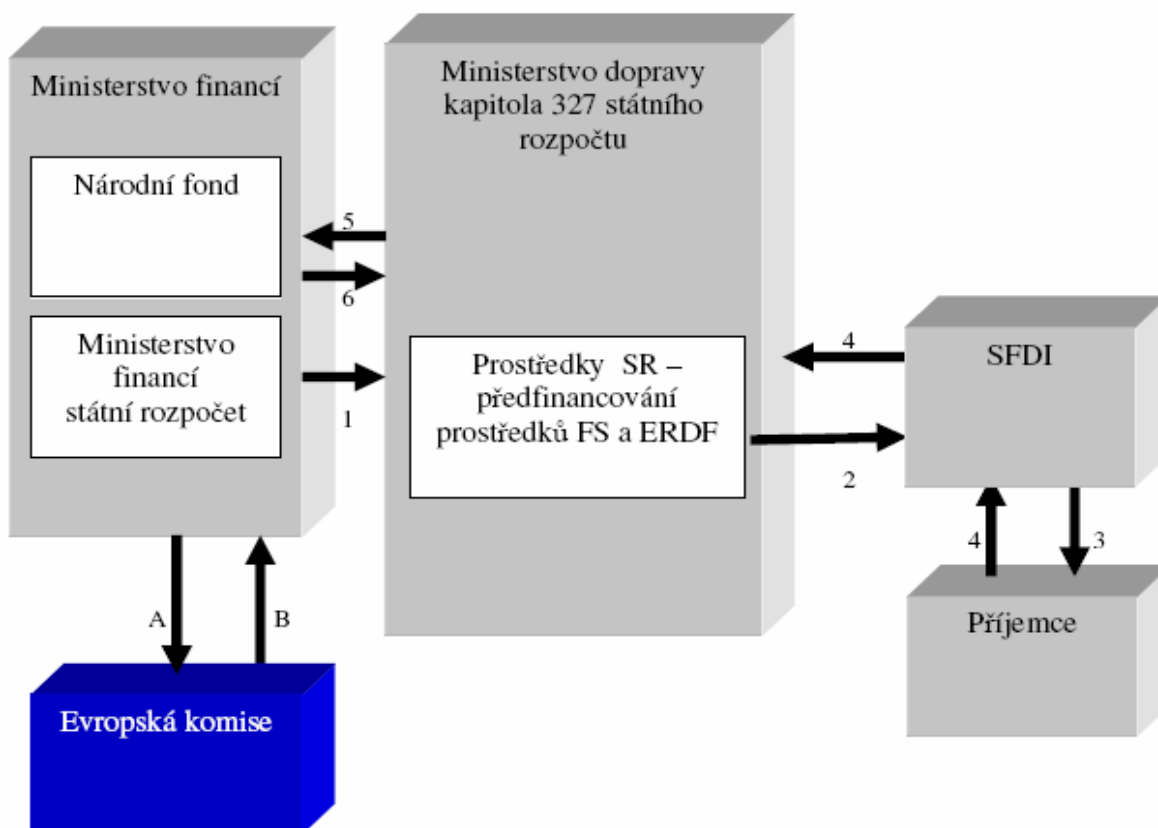 Ministerstvo financí
Národní fond
Ministerstvo
financí
státní rozpočet
Ministerstvo dopravy
kapitola 327 státního
rozpočtu
5
6
1
Prostředky SR –
předfinancování
prostředků FS a ERDF
4
2
SFDI
4
3
Příjemce
A
B
Evropská komise